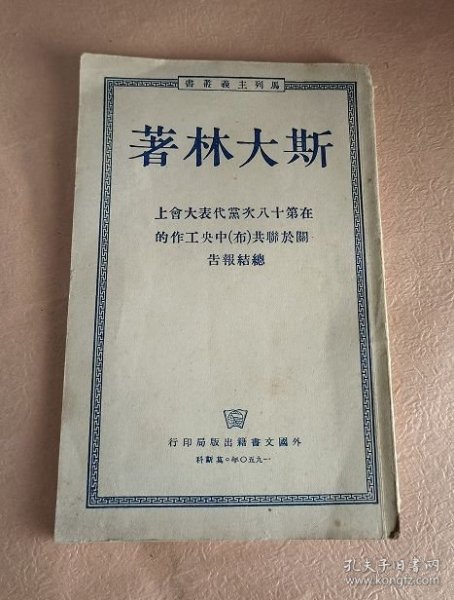 書叢義主列馬
著林大斯
上會大表代黨次八十第在
的作工央中(布)共聯於關
告報結總
行印局版出籍書文國外
科斯莫。年〇五九一
孔夫子旧书网
www.kongfz.com